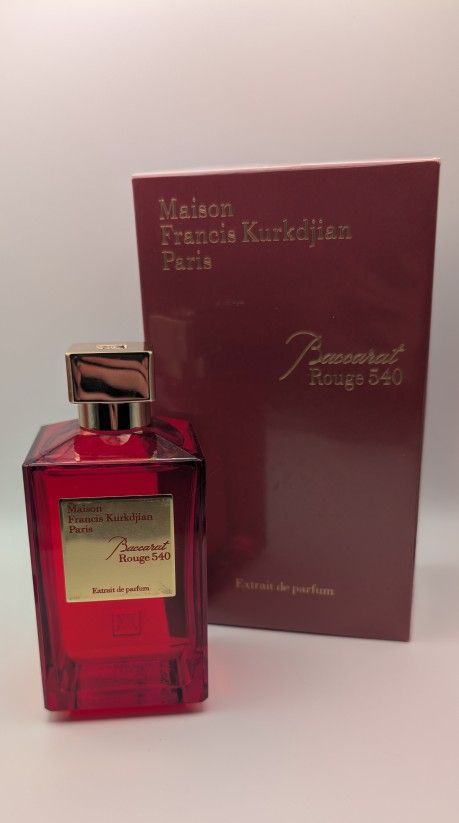 Maison
Francis Kurkdjian
Paris
Baccarat
Rouge 540
Extrait de parfum
Maison
Francis Kurkdjian
Paris
Baccarat
Rouge 540
Extrait de parfum